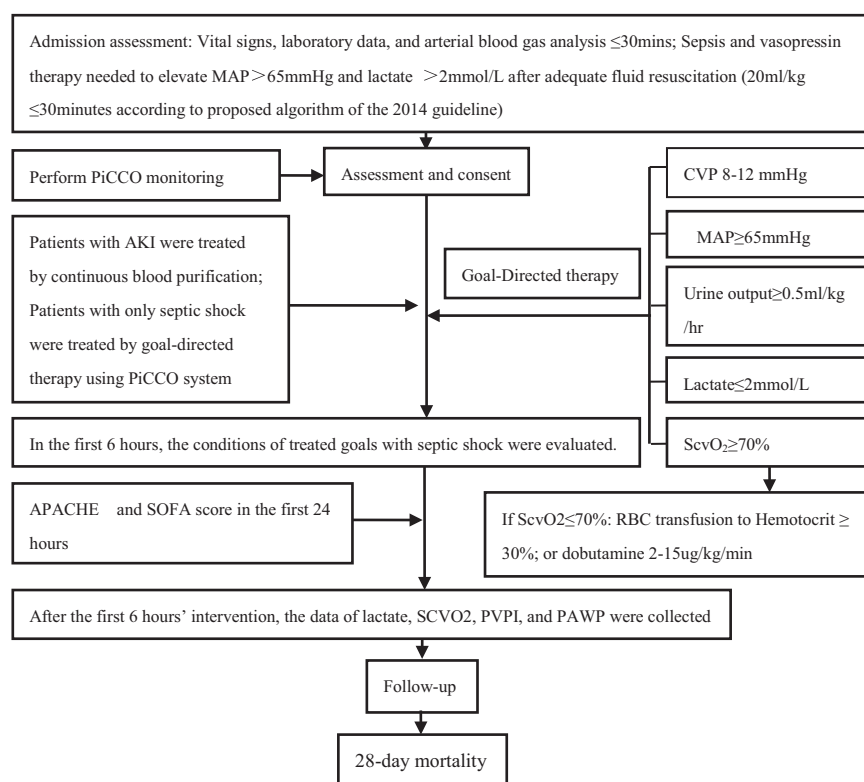 Admission assessment: Vital signs, laboratory data, and arterial blood gas analysis ≤30mins; Sepsis and vasopressin
therapy needed to elevate MAP＞65mmHg and lactate ＞2mmol/L after adequate fluid resuscitation (20ml/kg
≤30minutes according to proposed algorithm of the 2014 guideline)
Perform PiCCO monitoring
Assessment and consent
CVP 8-12 mmHg
Patients with AKI were treated
by continuous blood purification;
Patients with only septic shock
were treated by goal-directed
therapy using PiCCO system
Goal-Directed therapy
MAP≥65mmHg
Urine output≥0.5ml/kg
/hr
Lactate≤2mmol/L
In the first 6 hours, the conditions of treated goals with septic shock were evaluated.
ScvO₂≥70%
APACHE and SOFA score in the first 24
hours
If ScvO2≤70%: RBC transfusion to Hemotocrit ≥
30%; or dobutamine 2-15ug/kg/min
After the first 6 hours’ intervention, the data of lactate, SCVO2, PVPI, and PAWP were collected
Follow-up
28-day mortality